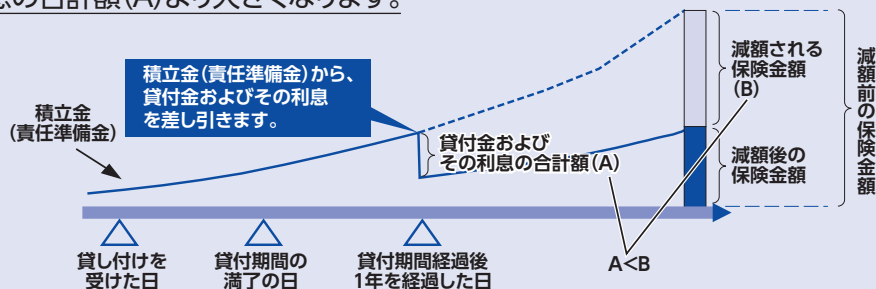 息の合計額(A)より大きくなります。
積立金(責任準備金)から、
貸付金およびその利息
を差し引きます。
積立金
(責任準備金)
貸付金および
その利息の合計額(A)
減額される
保険金額
(B)
減額後の
保険金額
減額前の保険金額
貸し付けを
受けた日
貸付期間の
満了の日
貸付期間経過後
1年を経過した日
A<B